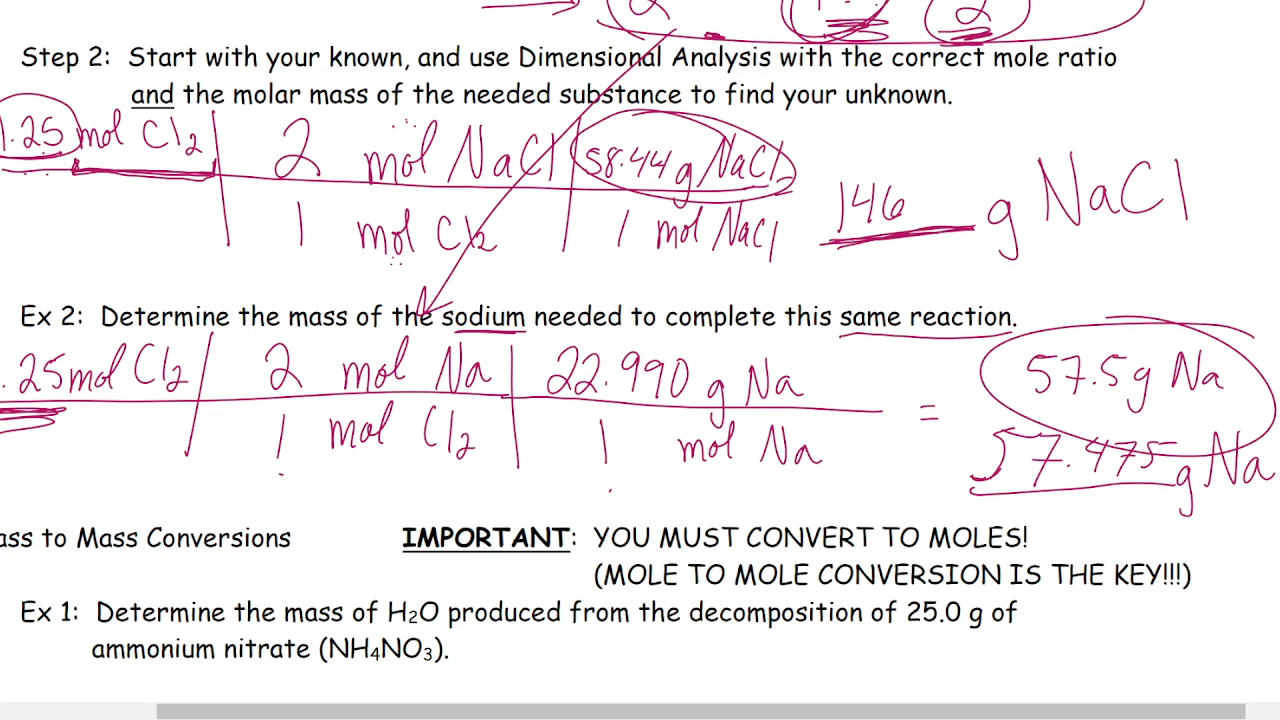 2 1 2
Step 2: Start with your known, and use Dimensional Analysis with the correct mole ratio
and the molar mass of the needed substance to find your unknown.
1.25 mol Cl2 2 mol NaCl 58.44 g NaCl
146 g NaCl
1 mol Cl2 1 mol NaCl
Ex 2: Determine the mass of the sodium needed to complete this same reaction.
.25 mol Cl2 2 mol Na 22.990 g Na = 57.5 g Na
1 mol Cl2 1 mol Na 57.475 g Na
ass to Mass Conversions IMPORTANT: YOU MUST CONVERT TO MOLES!
(MOLE TO MOLE CONVERSION IS THE KEY!!!)
Ex 1: Determine the mass of H2O produced from the decomposition of 25.0 g of
ammonium nitrate (NH4NO3).